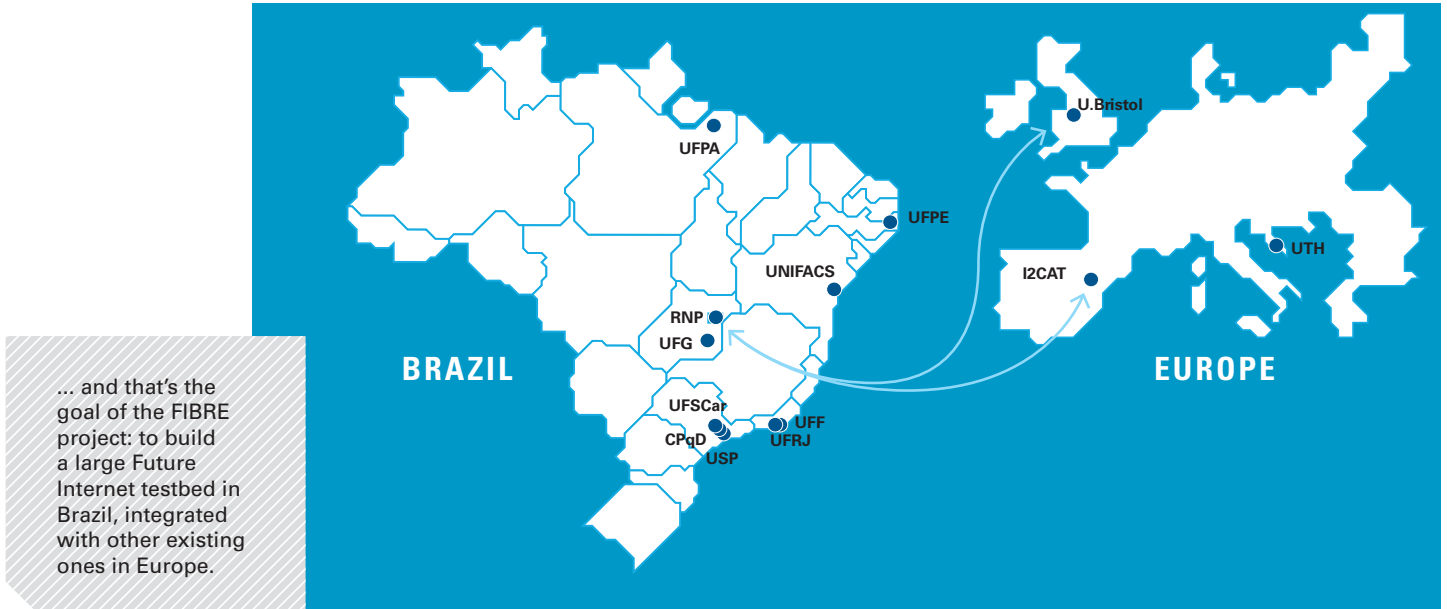 U.Bristol
UFPA
UFPE
UTH
UNIFACS
I2CAT
RNP
UFG
BRAZIL
EUROPE
... and that's the
goal of the FIBRE
project: to build
a large Future
Internet testbed in
Brazil, integrated
with other existing
ones in Europe.
UFSCar
UFF
CPqD
UFRJ
USP